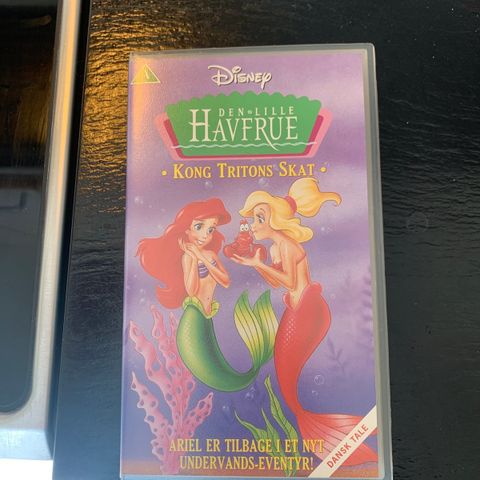 DISNEY
DEN LILLE
HAVFRUE
• KONG TRITONS SKAT •
ARIEL ER TILBAGE I ET NYT
UNDERVANDS-EVENTYR!
DANSK TALE